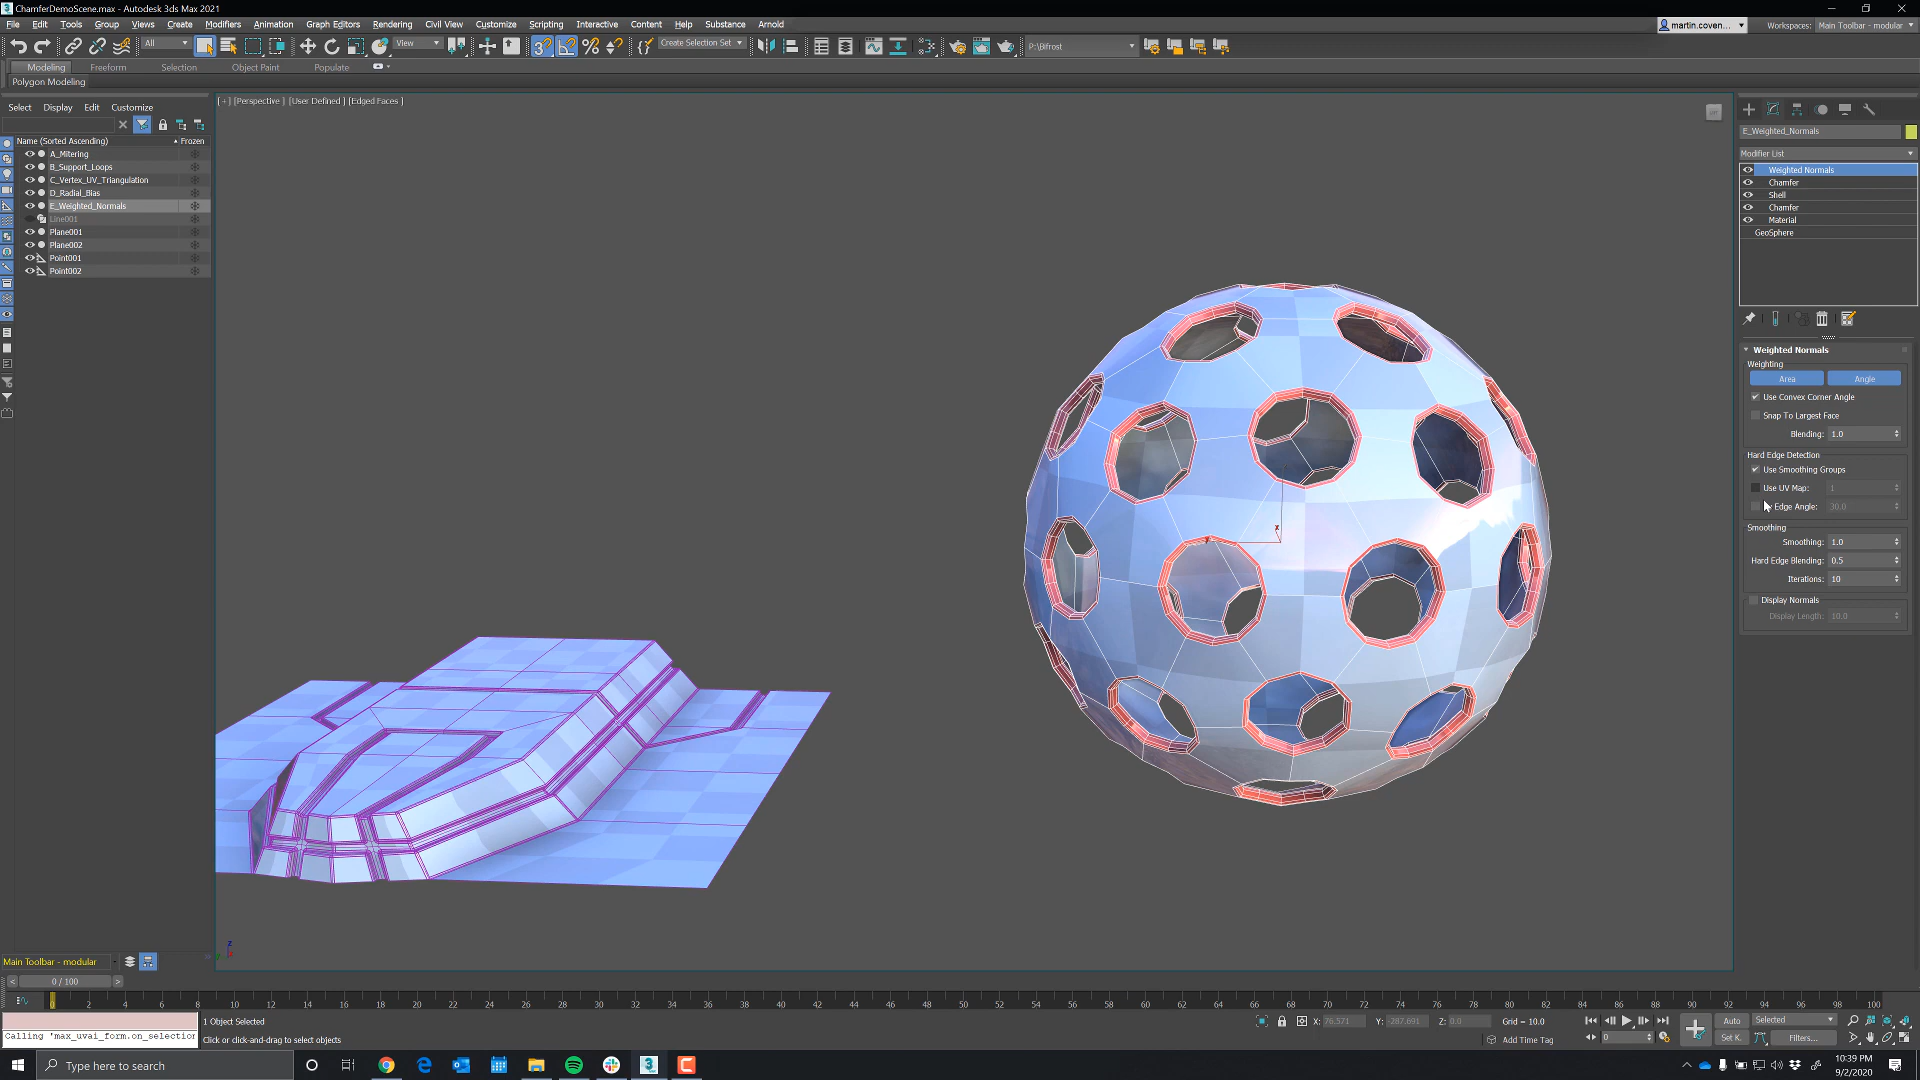 ChamferDemoScene.max - Autodesk 3ds Max 2021
File Edit Tools Group Views Create Modifiers Animation Graph Editors Rendering Civil View Customize Scripting Interactive Content Help Substance Arnold
martin.coven... Workspaces: Main Toolbar - modular
All View Create Selection Set P:\Bifrost
Modeling Freeform Selection Object Paint Populate
Polygon Modeling
Select Display Edit Customize
[+] [Perspective ] [User Defined ] [Edged Faces ]
Name (Sorted Ascending) Frozen
A_Mitering
B_Support_Loops
C_Vertex_UV_Triangulation
D_Radial_Bias
E_Weighted_Normals
Line001
Plane001
Plane002
Point001
Point002
E_Weighted_Normals
Modifier List
Weighted Normals
Chamfer
Shell
Chamfer
Material
GeoSphere
Weighted Normals
Weighting
Area Angle
Use Convex Corner Angle
Snap To Largest Face
Blending: 1.0
Hard Edge Detection
Use Smoothing Groups
Use UV Map: 1
Edge Angle: 30.0
Smoothing
Smoothing: 1.0
Hard Edge Blending: 0.5
Iterations: 10
Display Normals
Display Length: 10.0
x
z
Main Toolbar - modular
< 0 / 100 >
0 2 4 6 8 10 12 14 16 18 20 22 24 26 28 30 32 34 36 38 40 42 44 46 48 50 52 54 56 58 60 62 64 66 68 70 72 74 76 78 80 82 84 86 88 90 92 94 96 98 100
Calling 'max_uvai_form.on_selection
1 Object Selected
Click or click-and-drag to select objects
X: 76.571 Y: -287.691 Z: 0.0 Grid = 10.0
Add Time Tag
0
Auto Selected
Set K. Filters...
Type here to search
10:39 PM
9/2/2020